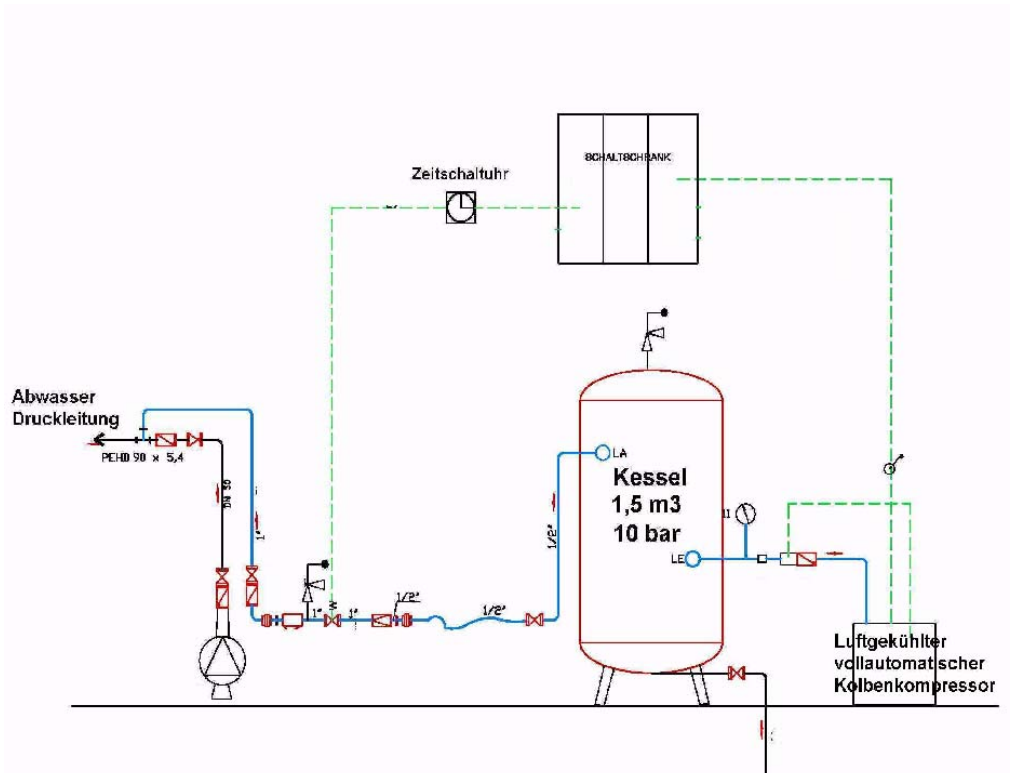 SCHALTSCHRANK
Zeitschaltuhr
Abwasser
Druckleitung
PEHD 90 x 5,4
DN 50
1"
1"
1"
1/2"
1/2"
1/2"
LA
Kessel
1,5 m3
10 bar
LE
Luftgekühlter
vollautomatischer
Kolbenkompressor